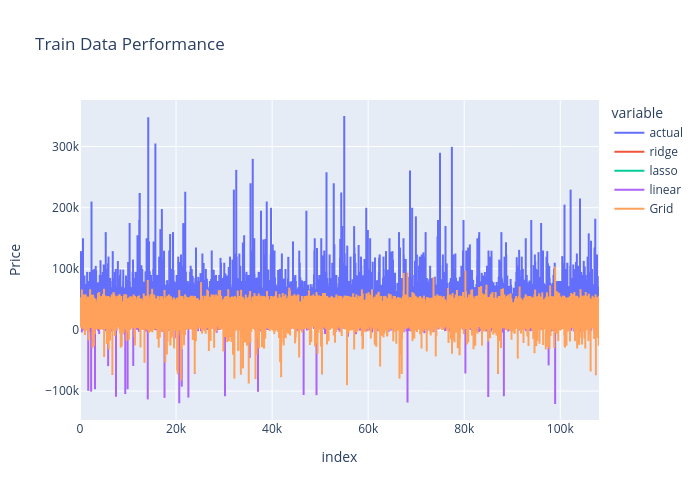 Train Data Performance
variable
actual
ridge
lasso
linear
Grid
Price
300k
200k
100k
0
−100k
0
20k
40k
60k
80k
100k
index